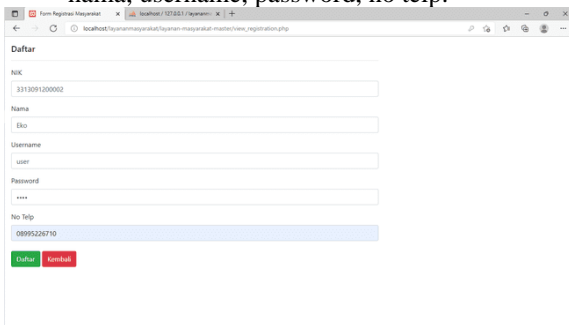 nama, username, password, no telp.
Form Registrasi Masyarakat
localhost / 127.0.0.1 / layananm
localhost/layananmasyarakat/layanan-masyarakat-master/view_registration.php
Daftar
NIK
3313091200002
Nama
Eko
Username
user
Password
••••
No Telp
08995226710
Daftar Kembali